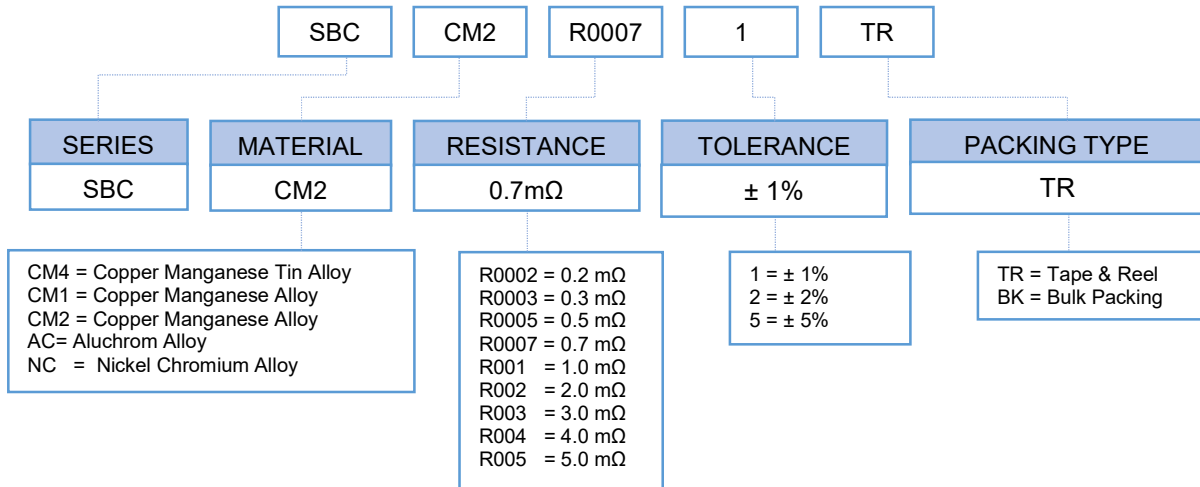 SBC CM2 R0007 1 TR
SERIES MATERIAL RESISTANCE TOLERANCE PACKING TYPE
SBC CM2 0.7mΩ ± 1% TR
CM4 = Copper Manganese Tin Alloy
CM1 = Copper Manganese Alloy
CM2 = Copper Manganese Alloy
AC= Aluchrom Alloy
NC = Nickel Chromium Alloy
R0002 = 0.2 mΩ
R0003 = 0.3 mΩ
R0005 = 0.5 mΩ
R0007 = 0.7 mΩ
R001 = 1.0 mΩ
R002 = 2.0 mΩ
R003 = 3.0 mΩ
R004 = 4.0 mΩ
R005 = 5.0 mΩ
1 = ± 1%
2 = ± 2%
5 = ± 5%
TR = Tape & Reel
BK = Bulk Packing